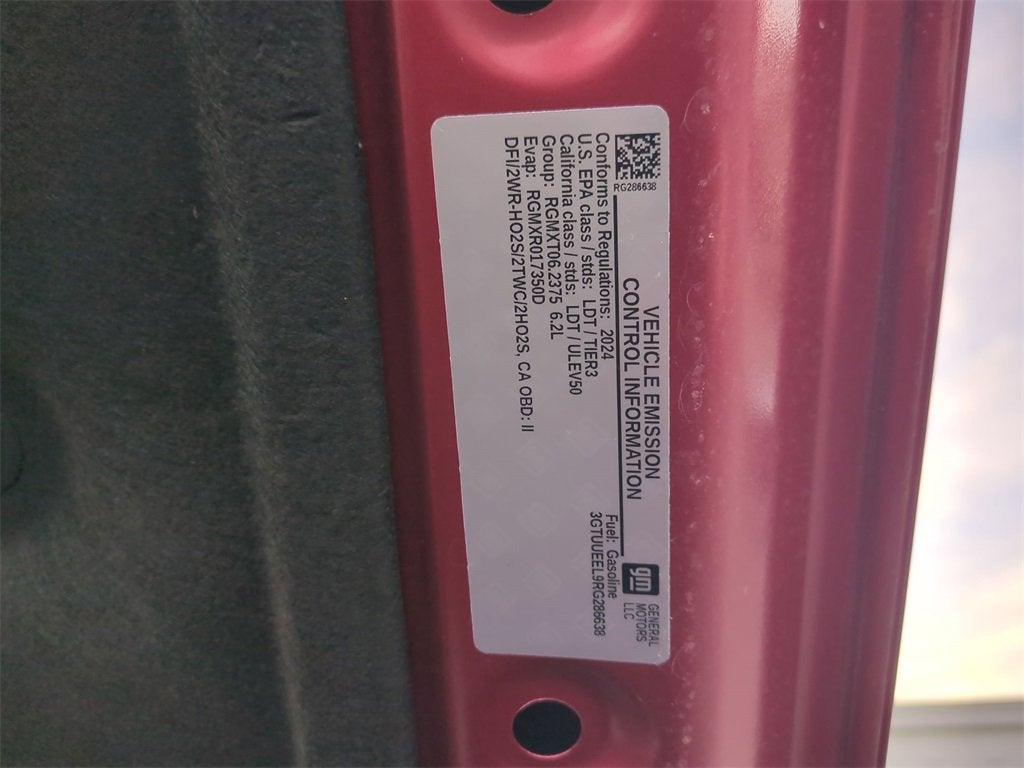 RG286638
VEHICLE EMISSION
CONTROL INFORMATION
gm
GENERAL
MOTORS
LLC
Conforms to Regulations: 2024
U.S. EPA class / stds: LDT / TIER3
California class / stds: LDT / ULEV50
Group: RGMXT06.2375 6.2L
Evap: RGMXR017350D
DFI/2WR-HO2S/2TWC/2HO2S, CA OBD: II
Fuel: Gasoline
3GTUUEEL9RG286638